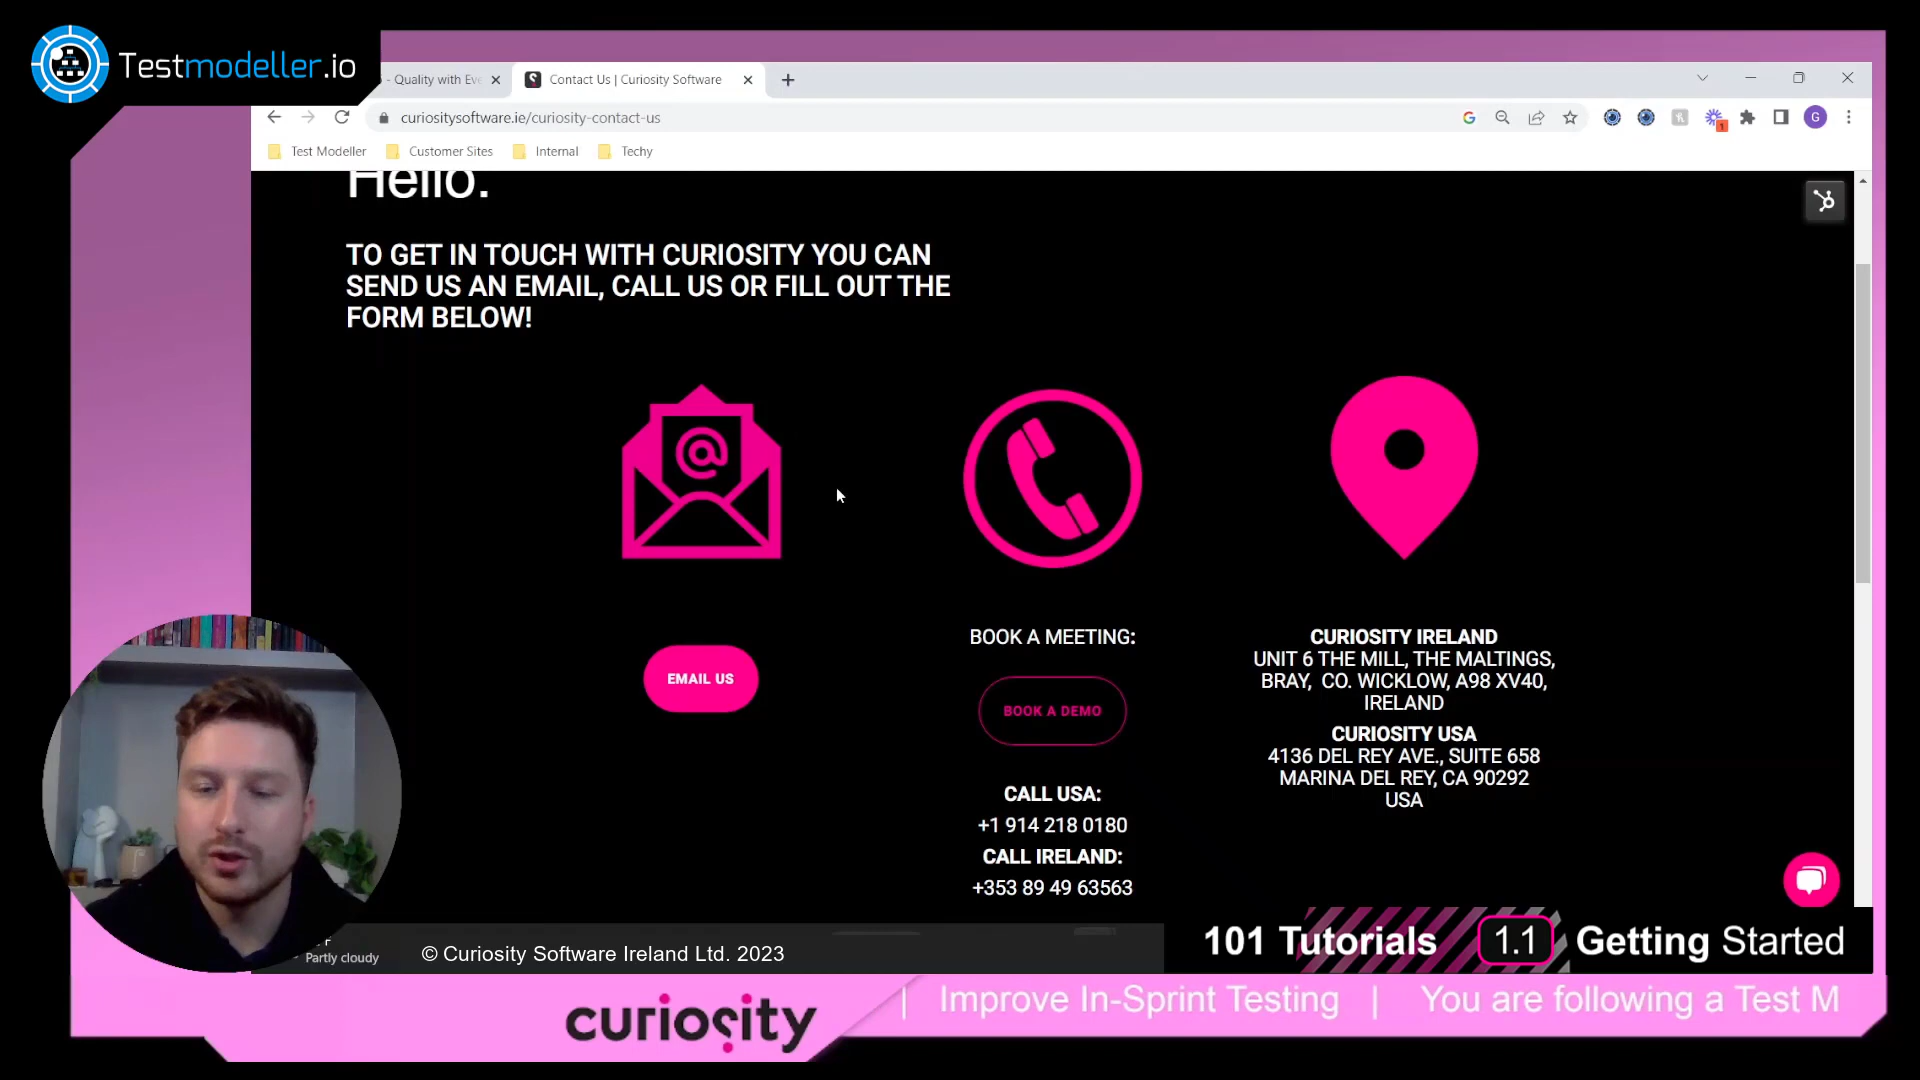 Testmodeller.io
- Quality with Eve
Contact Us | Curiosity Software
curiositysoftware.ie/curiosity-contact-us
G
1
G
Test Modeller
Customer Sites
Internal
Techy
Hello.
TO GET IN TOUCH WITH CURIOSITY YOU CAN
SEND US AN EMAIL, CALL US OR FILL OUT THE
FORM BELOW!
@
EMAIL US
BOOK A MEETING:
BOOK A DEMO
CALL USA:
+1 914 218 0180
CALL IRELAND:
+353 89 49 63563
CURIOSITY IRELAND
UNIT 6 THE MILL, THE MALTINGS,
BRAY, CO. WICKLOW, A98 XV40,
IRELAND
CURIOSITY USA
4136 DEL REY AVE., SUITE 658
MARINA DEL REY, CA 90292
USA
Partly cloudy
© Curiosity Software Ireland Ltd. 2023
101 Tutorials 1.1 Getting Started
curiosity
| Improve In-Sprint Testing | You are following a Test M